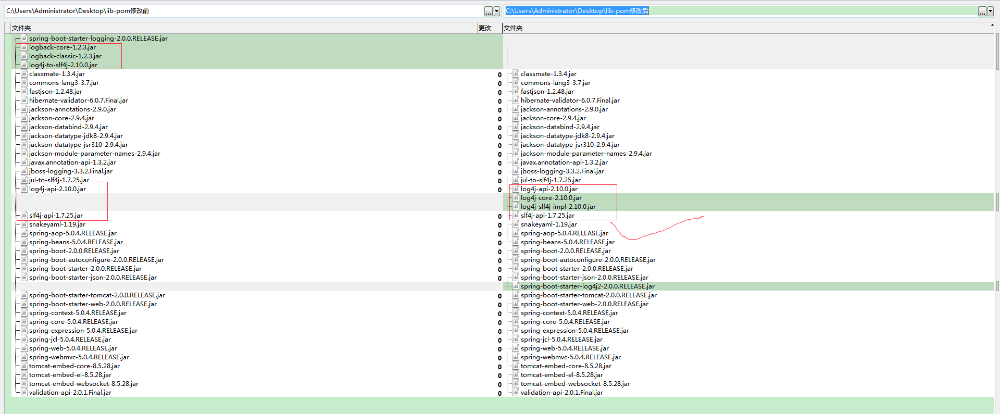 C:\Users\Administrator\Desktop\lib-pom修改前
...
C:\Users\Administrator\Desktop\lib-pom修改后
...
文件夹
更改
文件夹
spring-boot-starter-logging-2.0.0.RELEASE.jar
logback-core-1.2.3.jar
logback-classic-1.2.3.jar
log4j-to-slf4j-2.10.0.jar
classmate-1.3.4.jar 0 classmate-1.3.4.jar
commons-lang3-3.7.jar 0 commons-lang3-3.7.jar
fastjson-1.2.48.jar 0 fastjson-1.2.48.jar
hibernate-validator-6.0.7.Final.jar 0 hibernate-validator-6.0.7.Final.jar
jackson-annotations-2.9.0.jar 0 jackson-annotations-2.9.0.jar
jackson-core-2.9.4.jar 0 jackson-core-2.9.4.jar
jackson-databind-2.9.4.jar 0 jackson-databind-2.9.4.jar
jackson-datatype-jdk8-2.9.4.jar 0 jackson-datatype-jdk8-2.9.4.jar
jackson-datatype-jsr310-2.9.4.jar 0 jackson-datatype-jsr310-2.9.4.jar
jackson-module-parameter-names-2.9.4.jar 0 jackson-module-parameter-names-2.9.4.jar
javax.annotation-api-1.3.2.jar 0 javax.annotation-api-1.3.2.jar
jboss-logging-3.3.2.Final.jar 0 jboss-logging-3.3.2.Final.jar
jul-to-slf4j-1.7.25.jar 0 jul-to-slf4j-1.7.25.jar
log4j-api-2.10.0.jar 0 log4j-api-2.10.0.jar
log4j-core-2.10.0.jar
log4j-slf4j-impl-2.10.0.jar
slf4j-api-1.7.25.jar 0 slf4j-api-1.7.25.jar
snakeyaml-1.19.jar 0 snakeyaml-1.19.jar
spring-aop-5.0.4.RELEASE.jar 0 spring-aop-5.0.4.RELEASE.jar
spring-beans-5.0.4.RELEASE.jar 0 spring-beans-5.0.4.RELEASE.jar
spring-boot-2.0.0.RELEASE.jar 0 spring-boot-2.0.0.RELEASE.jar
spring-boot-autoconfigure-2.0.0.RELEASE.jar 0 spring-boot-autoconfigure-2.0.0.RELEASE.jar
spring-boot-starter-2.0.0.RELEASE.jar 0 spring-boot-starter-2.0.0.RELEASE.jar
spring-boot-starter-json-2.0.0.RELEASE.jar 0 spring-boot-starter-json-2.0.0.RELEASE.jar
spring-boot-starter-log4j2-2.0.0.RELEASE.jar
spring-boot-starter-tomcat-2.0.0.RELEASE.jar 0 spring-boot-starter-tomcat-2.0.0.RELEASE.jar
spring-boot-starter-web-2.0.0.RELEASE.jar 0 spring-boot-starter-web-2.0.0.RELEASE.jar
spring-context-5.0.4.RELEASE.jar 0 spring-context-5.0.4.RELEASE.jar
spring-core-5.0.4.RELEASE.jar 0 spring-core-5.0.4.RELEASE.jar
spring-expression-5.0.4.RELEASE.jar 0 spring-expression-5.0.4.RELEASE.jar
spring-jcl-5.0.4.RELEASE.jar 0 spring-jcl-5.0.4.RELEASE.jar
spring-web-5.0.4.RELEASE.jar 0 spring-web-5.0.4.RELEASE.jar
spring-webmvc-5.0.4.RELEASE.jar 0 spring-webmvc-5.0.4.RELEASE.jar
tomcat-embed-core-8.5.28.jar 0 tomcat-embed-core-8.5.28.jar
tomcat-embed-el-8.5.28.jar 0 tomcat-embed-el-8.5.28.jar
tomcat-embed-websocket-8.5.28.jar 0 tomcat-embed-websocket-8.5.28.jar
validation-api-2.0.1.Final.jar 0 validation-api-2.0.1.Final.jar